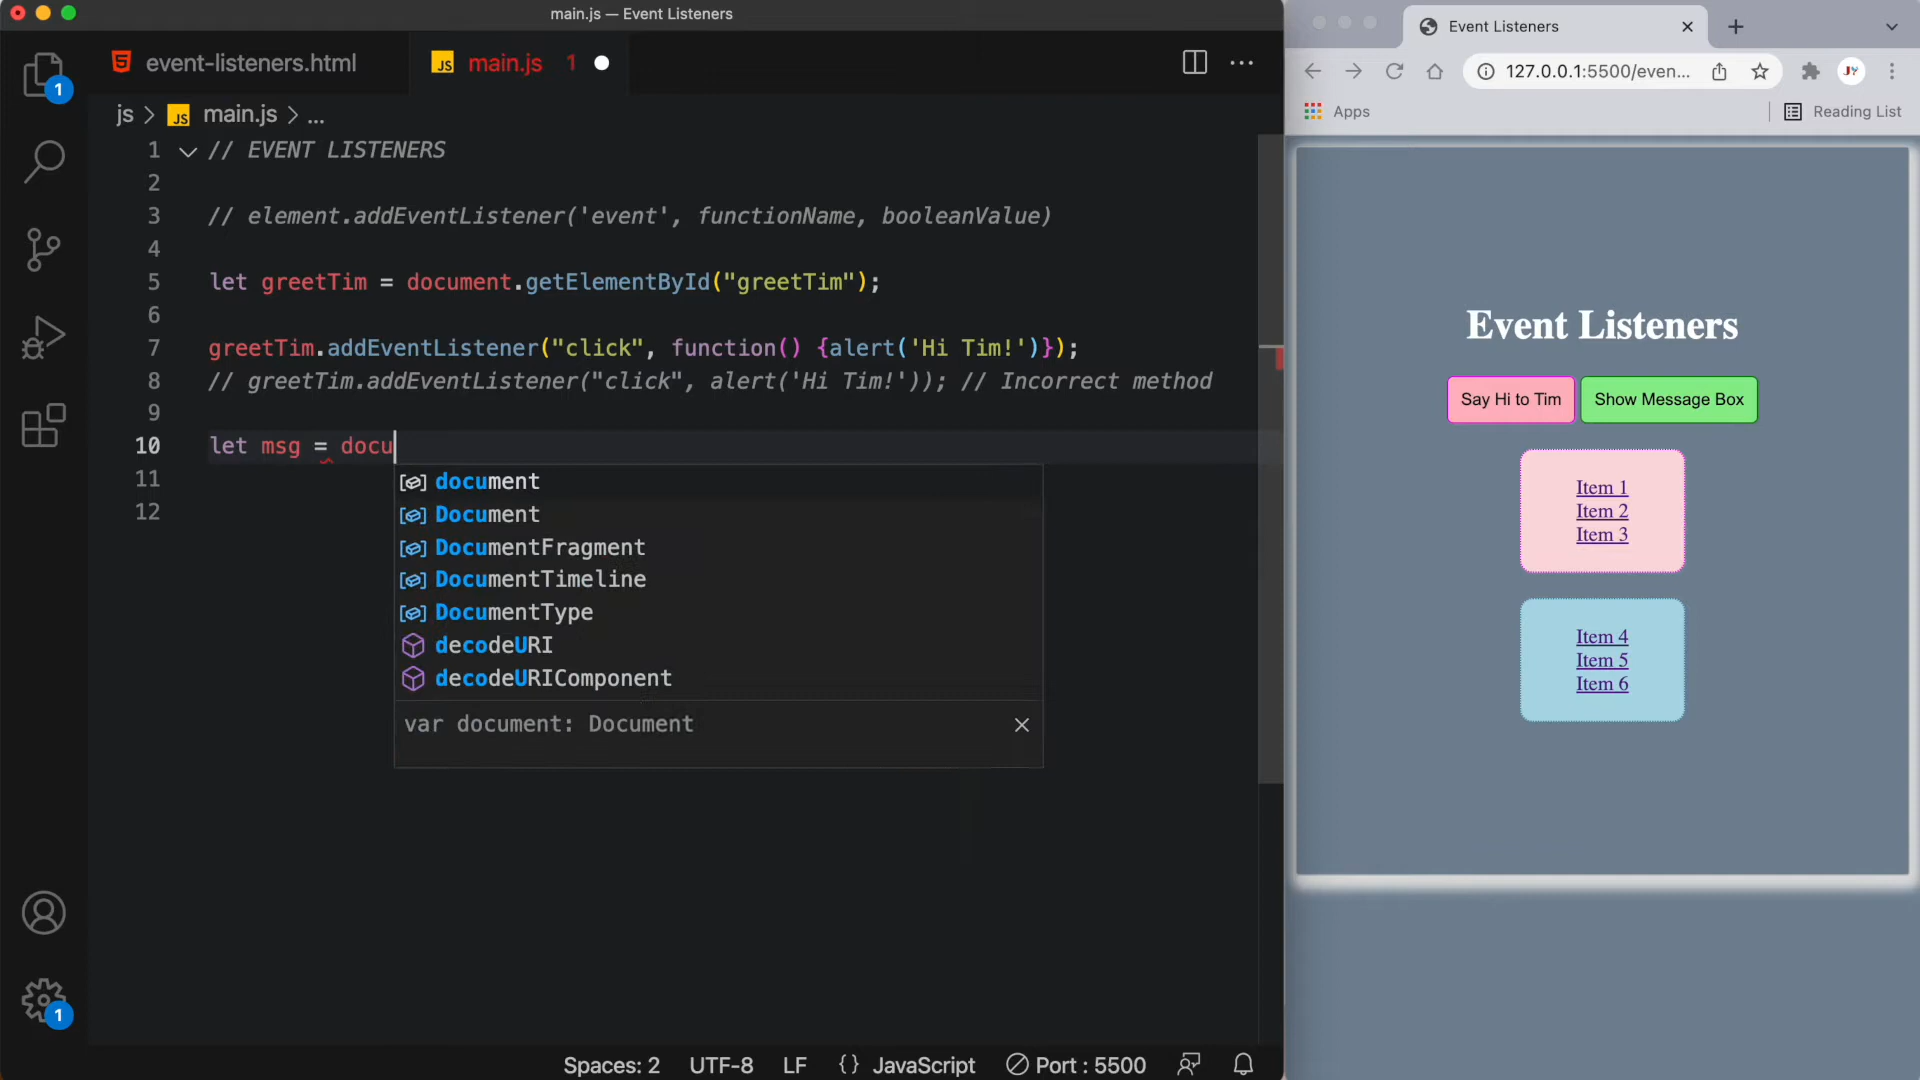 main.js — Event Listeners
event-listeners.html
JS main.js 1
js > JS main.js > ...
1 // EVENT LISTENERS
2
3 // element.addEventListener('event', functionName, booleanValue)
4
5 let greetTim = document.getElementById("greetTim");
6
7 greetTim.addEventListener("click", function() {alert('Hi Tim!')});
8 // greetTim.addEventListener("click", alert('Hi Tim!')); // Incorrect method
9
10 let msg = docu
11
12
document
Document
DocumentFragment
DocumentTimeline
DocumentType
decodeURI
decodeURIComponent
var document: Document
1
1
Spaces: 2 UTF-8 LF {} JavaScript Port : 5500
Event Listeners
127.0.0.1:5500/even...
JY
Apps
Reading List
Event Listeners
Say Hi to Tim
Show Message Box
Item 1
Item 2
Item 3
Item 4
Item 5
Item 6